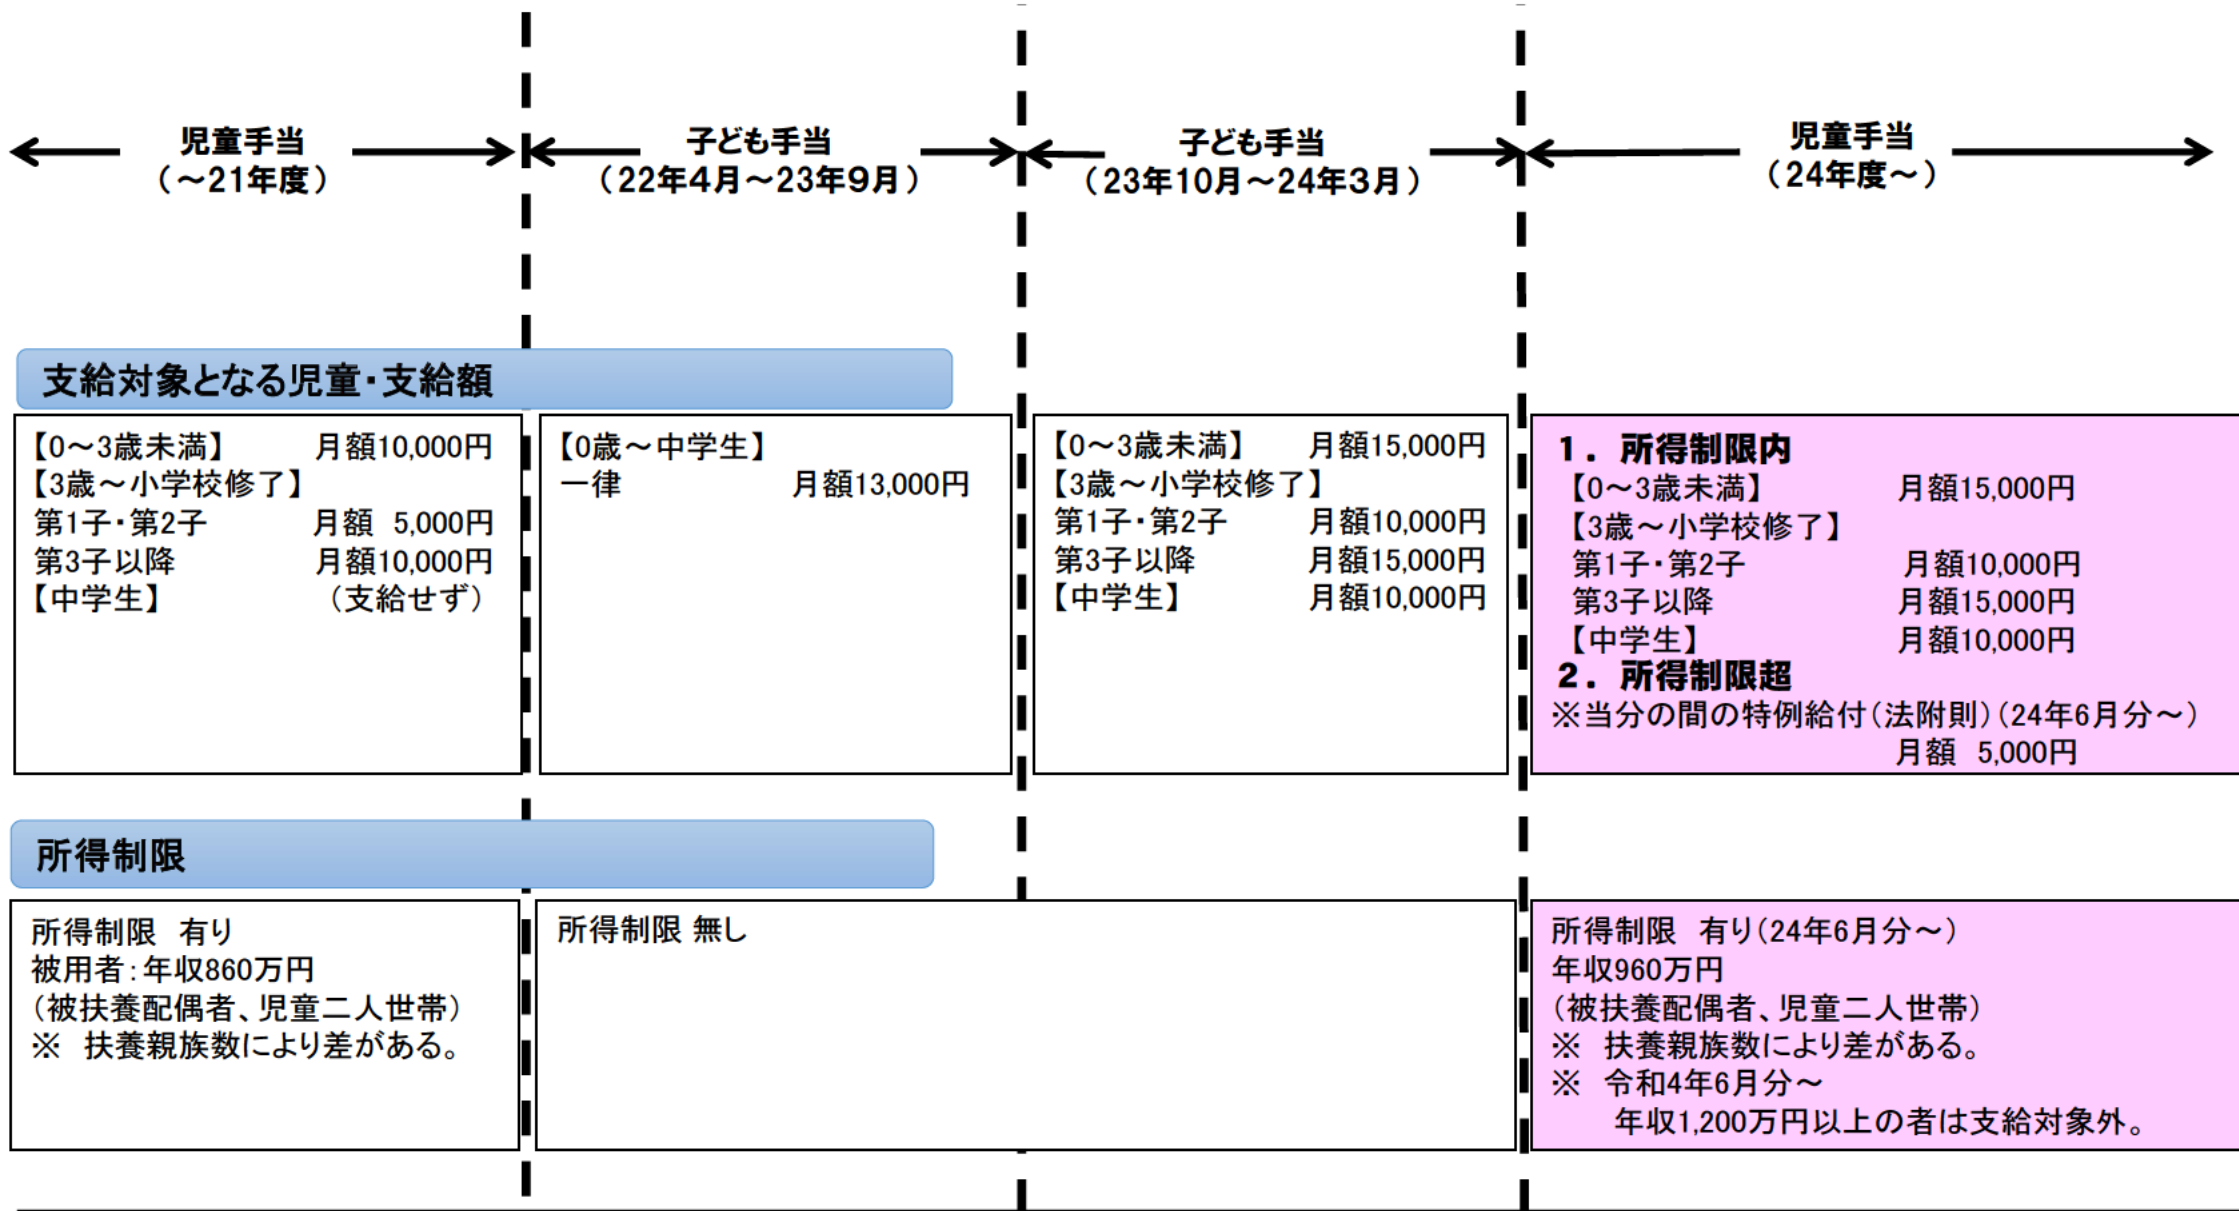 児童手当
（～21年度）
子ども手当
（22年4月～23年9月）
子ども手当
（23年10月～24年3月）
児童手当
（24年度～）
支給対象となる児童・支給額
【0～3歳未満】 月額10,000円
【3歳～小学校修了】
第1子・第2子 月額 5,000円
第3子以降 月額10,000円
【中学生】 （支給せず）
【0歳～中学生】
一律 月額13,000円
【0～3歳未満】 月額15,000円
【3歳～小学校修了】
第1子・第2子 月額10,000円
第3子以降 月額15,000円
【中学生】 月額10,000円
１．所得制限内
【0～3歳未満】 月額15,000円
【3歳～小学校修了】
第1子・第2子 月額10,000円
第3子以降 月額15,000円
【中学生】 月額10,000円
２．所得制限超
※当分の間の特例給付（法附則）（24年6月分～）
月額 5,000円
所得制限
所得制限 有り
被用者：年収860万円
（被扶養配偶者、児童二人世帯）
※ 扶養親族数により差がある。
所得制限 無し
所得制限 有り（24年6月分～）
年収960万円
（被扶養配偶者、児童二人世帯）
※ 扶養親族数により差がある。
※ 令和4年6月分～
年収1,200万円以上の者は支給対象外。